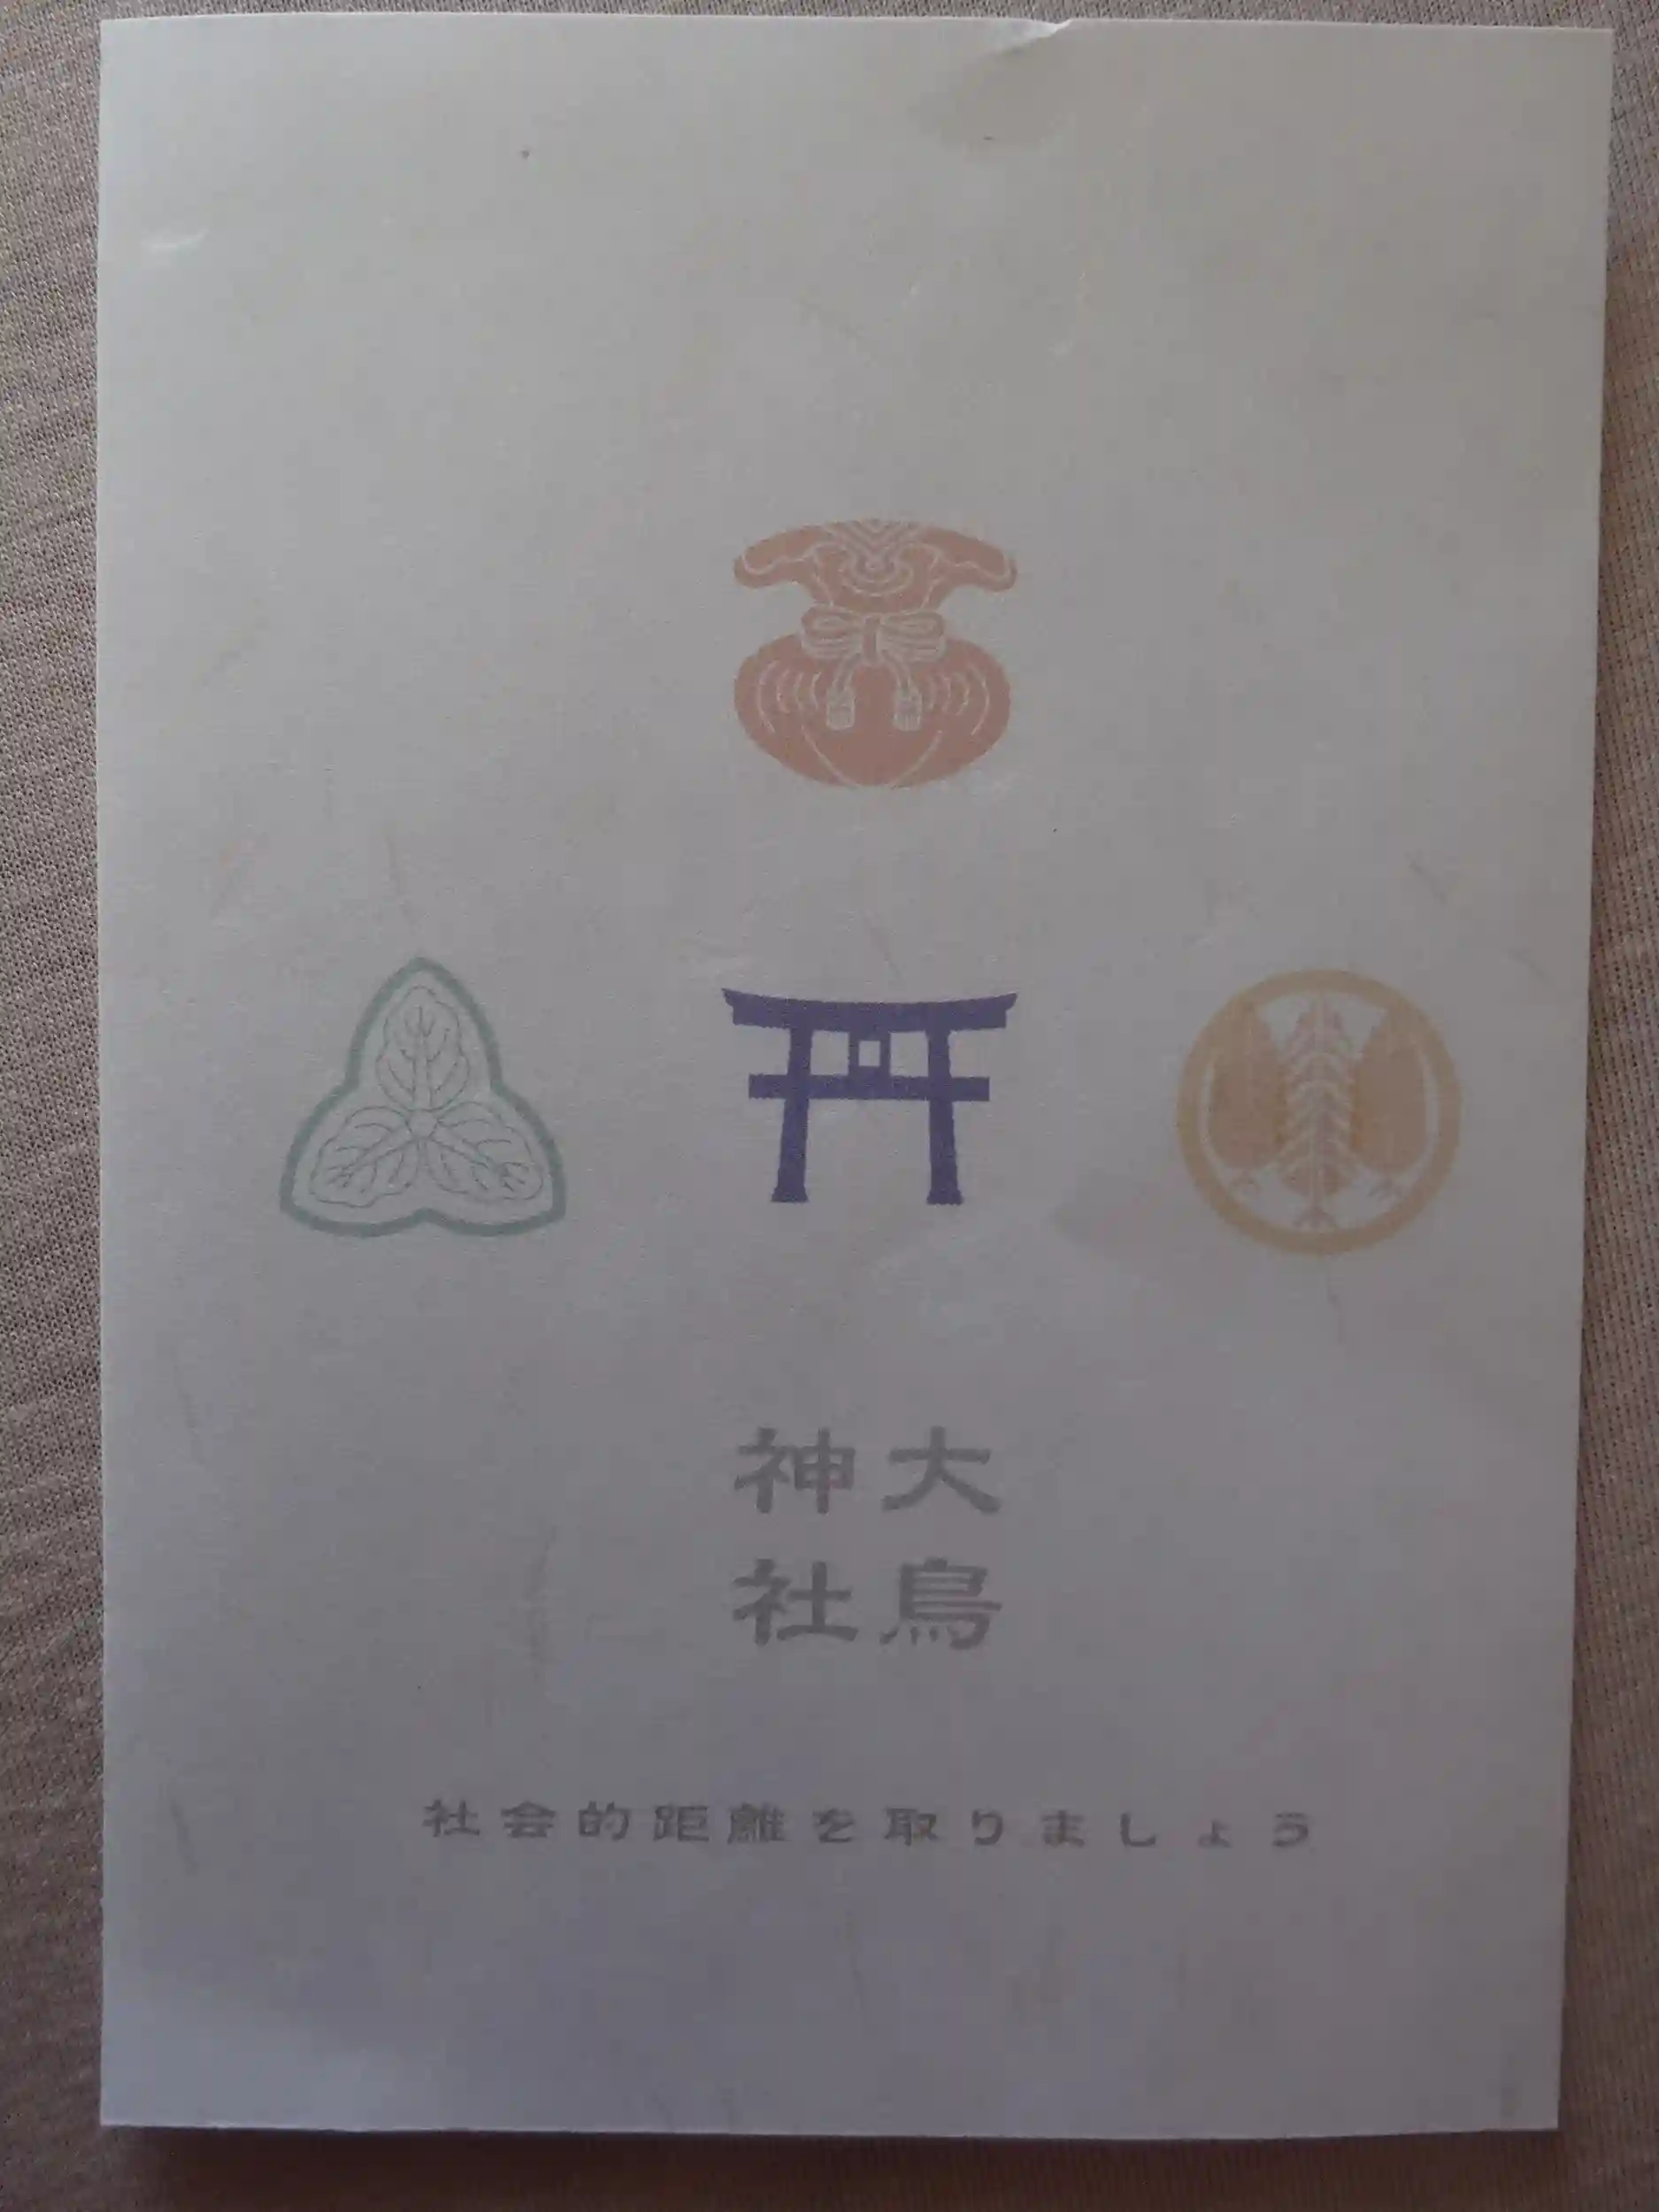 大鳥
神社
社会的距離を取りましょう